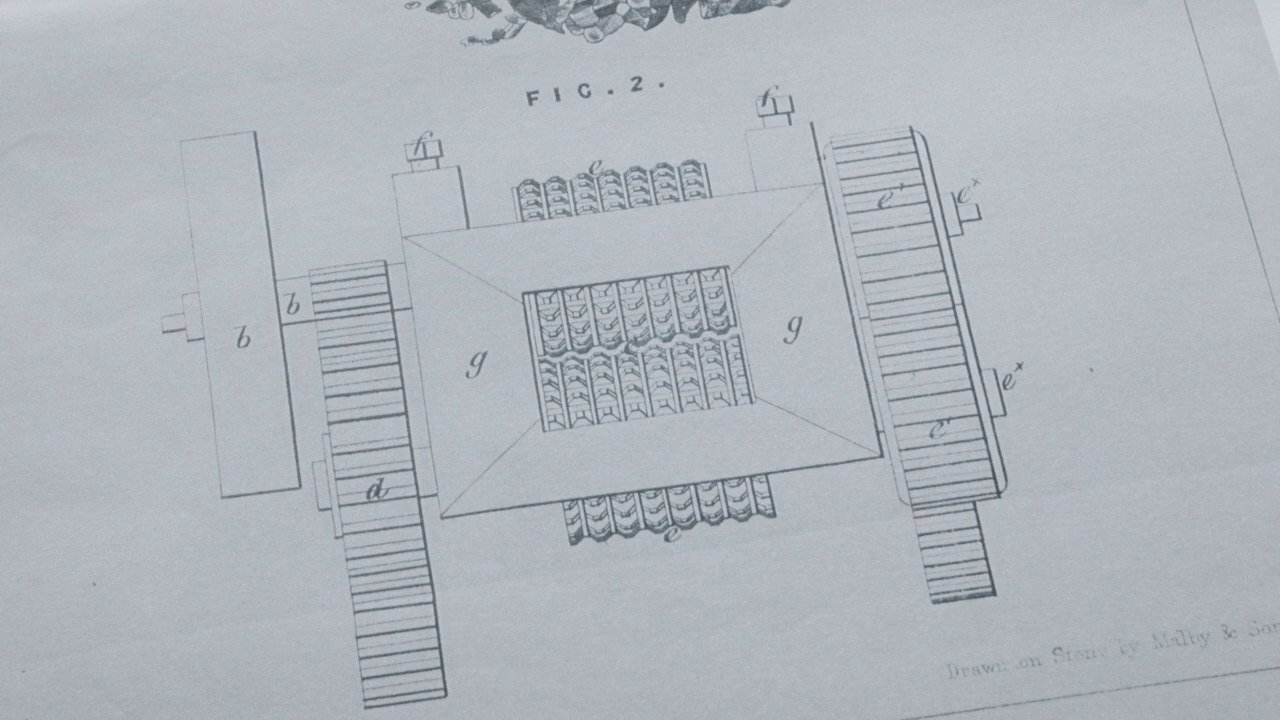 FIG. 2.
f
f
e
e' e^x
b
b
g
g
e
e^x
e'
d
e
Drawn on Stone by Malby & Son